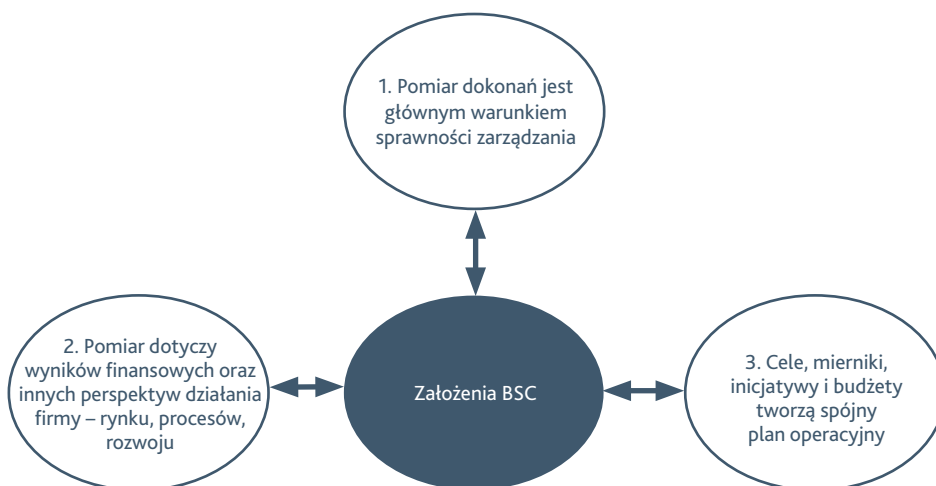 1. Pomiar dokonań jest
głównym warunkiem
sprawności zarządzania
2. Pomiar dotyczy
wyników finansowych oraz
innych perspektyw działania
firmy – rynku, procesów,
rozwoju
Założenia BSC
3. Cele, mierniki,
inicjatywy i budżety
tworzą spójny
plan operacyjny